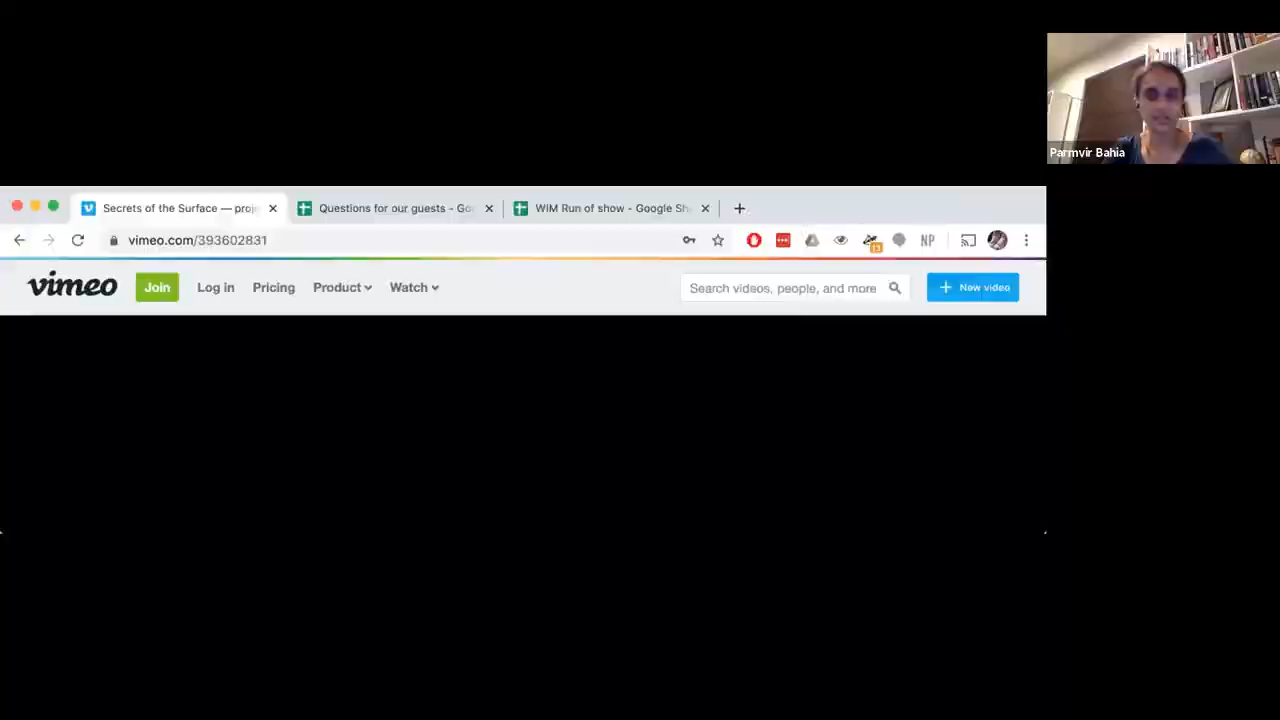 Parmvir Bahia
Secrets of the Surface — proj
Questions for our guests - Go
WIM Run of show - Google Sh
vimeo.com/393602831
13
NP
vimeo
Join
Log in
Pricing
Product
Watch
Search videos, people, and more
New video